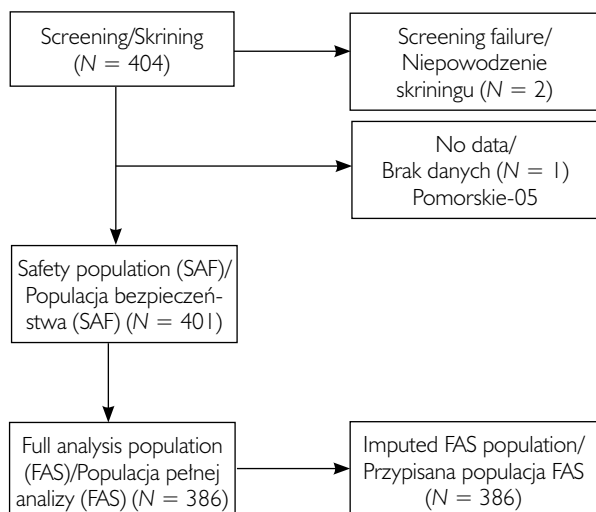 Screening/Skrining
(N = 404)
Screening failure/
Niepowodzenie
skriningu (N = 2)
No data/
Brak danych (N = 1)
Pomorskie-05
Safety population (SAF)/
Populacja bezpieczeń-
stwa (SAF) (N = 401)
Full analysis population
(FAS)/Populacja pełnej
analizy (FAS) (N = 386)
Imputed FAS population/
Przypisana populacja FAS
(N = 386)